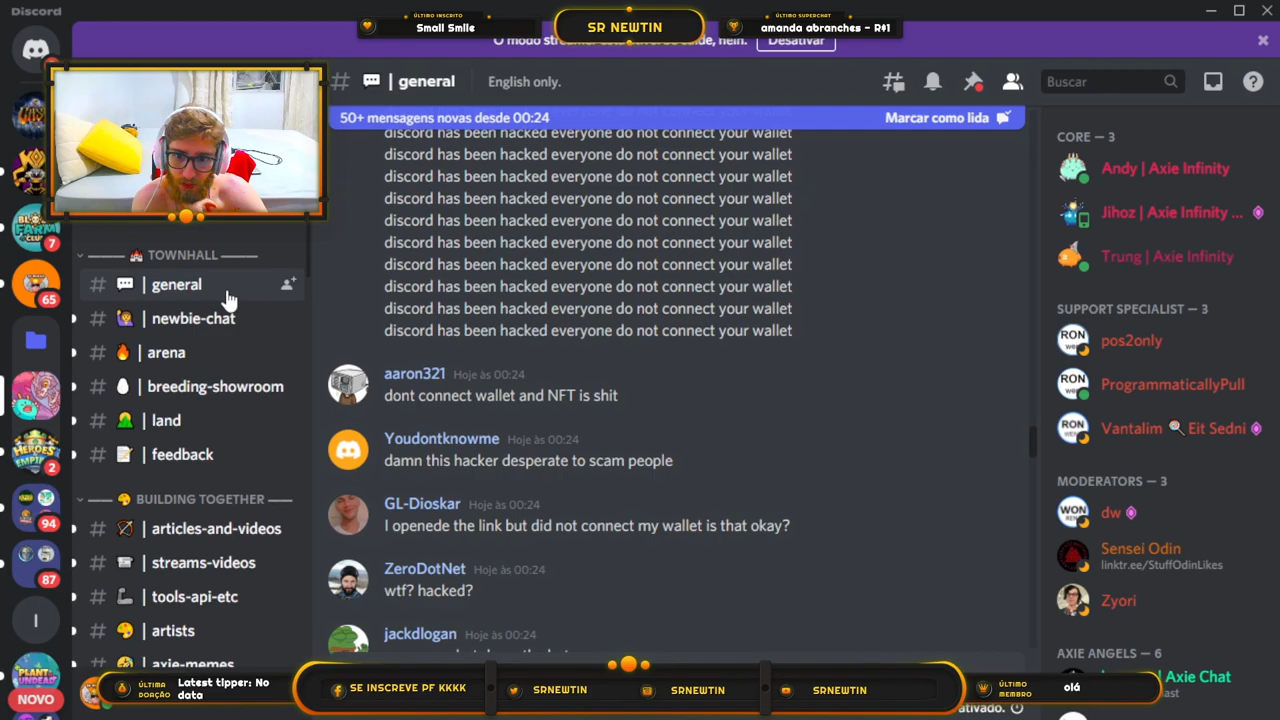 Discord
ÚLTIMO INSCRITO
Small Smile
SR NEWTIN
ÚLTIMO SUPERCHAT
amanda abranches - R$1
O modo streamer
Desativar
| general
English only.
Buscar
50+ mensagens novas desde 00:24
Marcar como lida
discord has been hacked everyone do not connect your wallet
discord has been hacked everyone do not connect your wallet
discord has been hacked everyone do not connect your wallet
discord has been hacked everyone do not connect your wallet
discord has been hacked everyone do not connect your wallet
discord has been hacked everyone do not connect your wallet
discord has been hacked everyone do not connect your wallet
discord has been hacked everyone do not connect your wallet
discord has been hacked everyone do not connect your wallet
discord has been hacked everyone do not connect your wallet
aaron321 Hoje às 00:24
dont connect wallet and NFT is shit
Youdontknowme Hoje às 00:24
damn this hacker desperate to scam people
GL-Dioskar Hoje às 00:24
I openede the link but did not connect my wallet is that okay?
ZeroDotNet Hoje às 00:24
wtf? hacked?
jackdlogan Hoje às 00:24
TOWNHALL
| general
| newbie-chat
| arena
| breeding-showroom
| land
| feedback
BUILDING TOGETHER
| articles-and-videos
| streams-videos
| tools-api-etc
| artists
| axie-memes
7
65
2
94
87
I
NOVO
CORE — 3
Andy | Axie Infinity
Jihoz | Axie Infinity ...
Trung | Axie Infinity
SUPPORT SPECIALIST — 3
RON
pos2only
RON
ProgrammaticallyPull
RON
Vantalim 🔍 Eit Sedni
MODERATORS — 3
dw
Sensei Odin
linktr.ee/StuffOdinLikes
Zyori
AXIE ANGELS — 6
Axie Chat
ÚLTIMA DOAÇÃO
Latest tipper: No data
SE INSCREVE PF KKKK
SRNEWTIN
SRNEWTIN
SRNEWTIN
ÚLTIMO MEMBRO
olá
ativado.